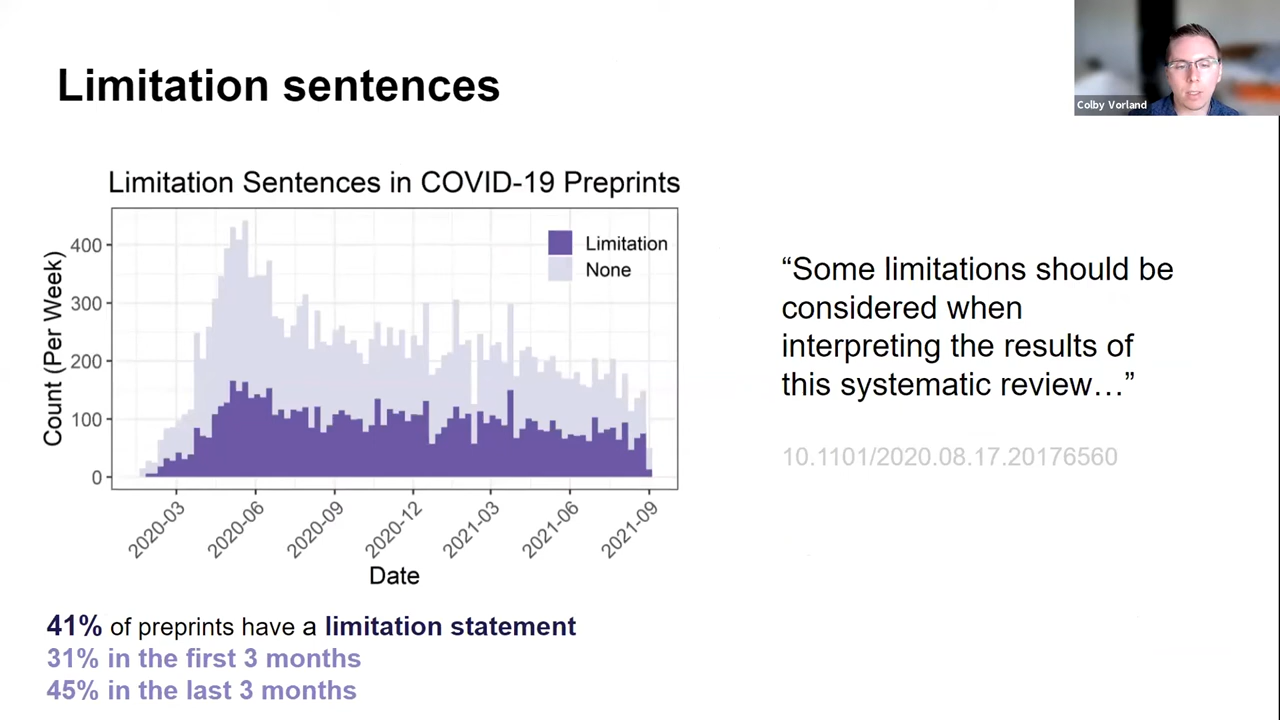 Limitation sentences
Colby Vorland
Limitation Sentences in COVID-19 Preprints
Limitation
None
Count (Per Week)
400
300
200
100
0
2020-03
2020-06
2020-09
2020-12
2021-03
2021-06
2021-09
Date
“Some limitations should be
considered when
interpreting the results of
this systematic review…”
10.1101/2020.08.17.20176560
41% of preprints have a limitation statement
31% in the first 3 months
45% in the last 3 months